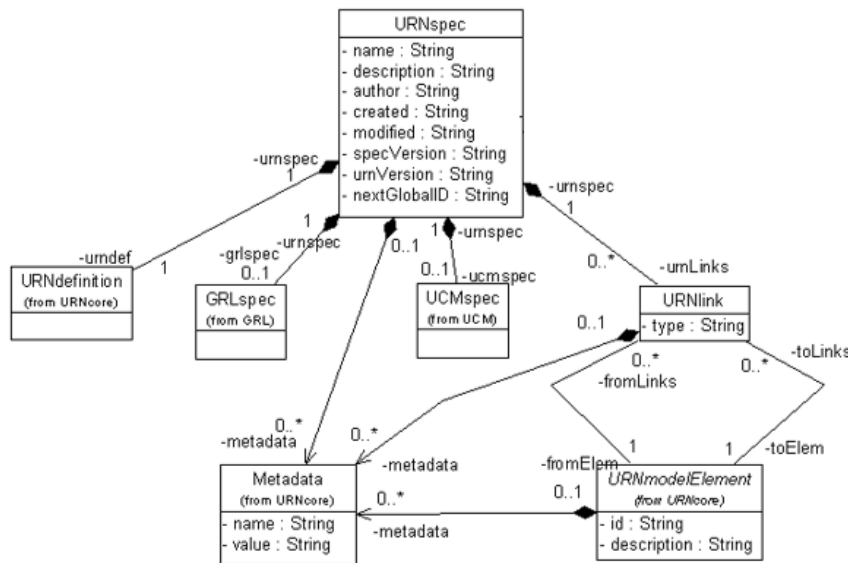 URNspec
- name : String
- description : String
- author : String
- created : String
- modified : String
- specVersion : String
- urnVersion : String
- nextGlobalID : String
-urnspec
1
-urnspec
1
1
-urnspec
0..1
1
-urnspec
-urndef
1
-grlspec
0..1
0..1
-ucmspec
0..*
-urnLinks
URNdefinition
(from URNcore)
GRLspec
(from GRL)
UCMspec
(from UCM)
URNlink
- type : String
0..1
0..*
-fromLinks
-toLinks
0..*
0..*
-metadata
0..*
-metadata
1
-fromElem
1
-toElem
Metadata
(from URNcore)
- name : String
- value : String
0..*
-metadata
0..1
URNmodelElement
(from URNcore)
- id : String
- description : String